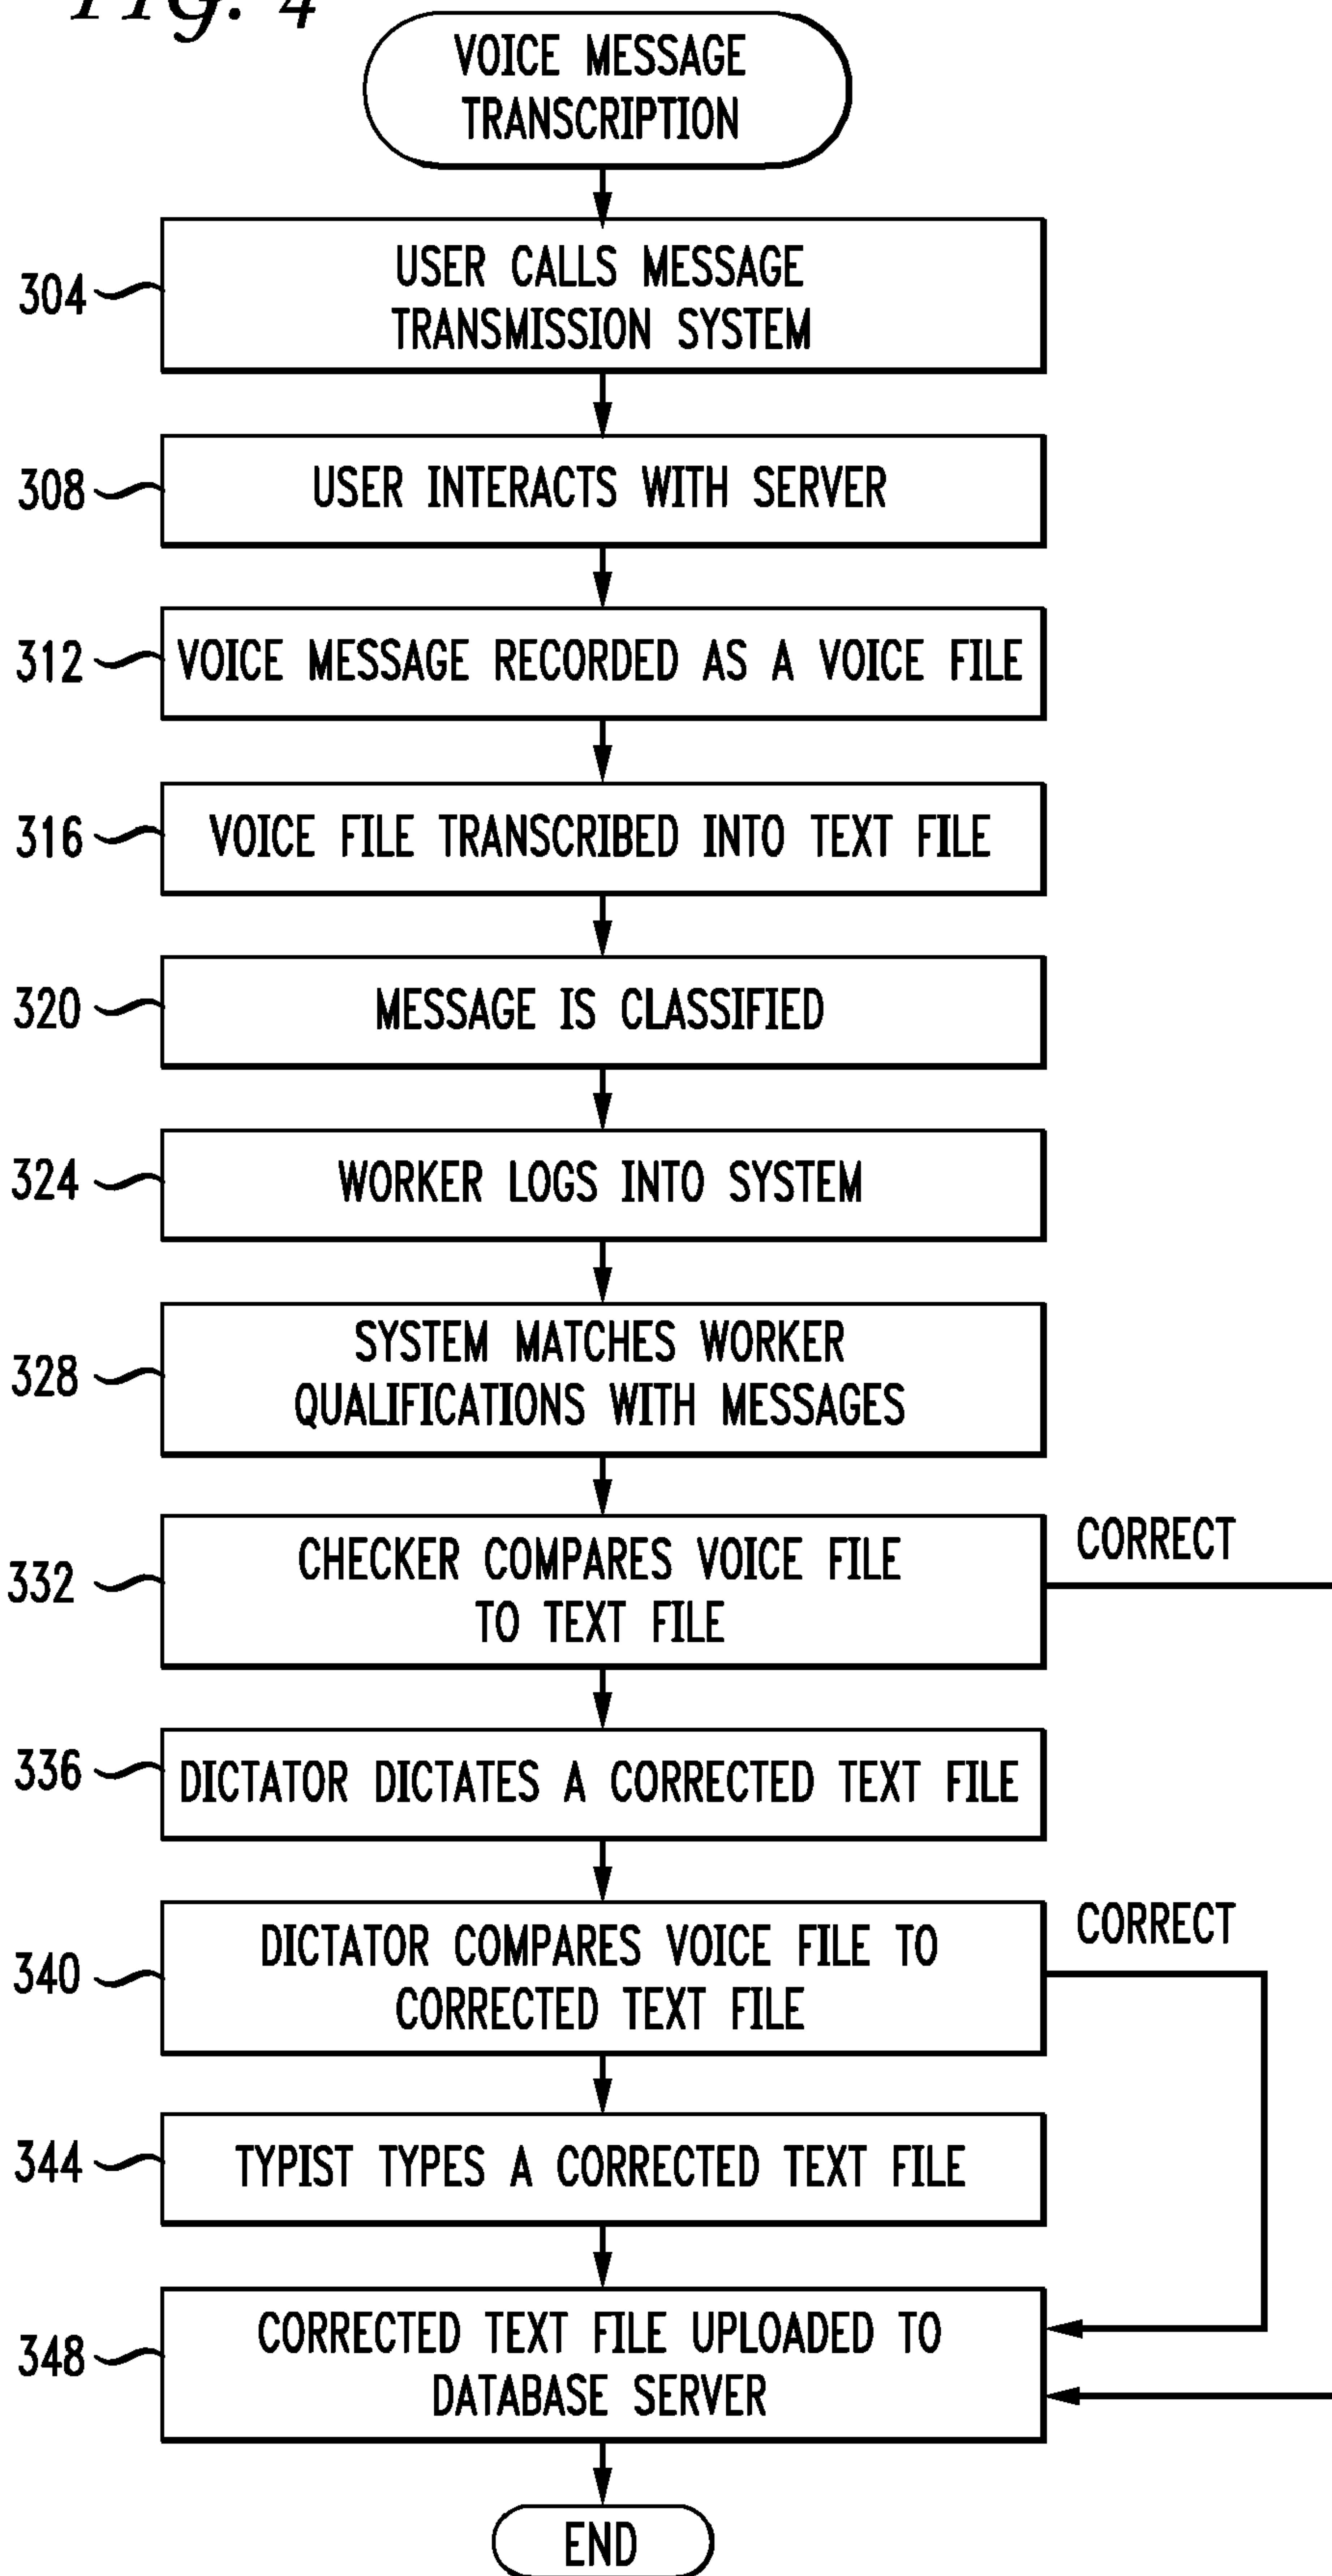 FIG. 4
VOICE MESSAGE
TRANSCRIPTION
304
USER CALLS MESSAGE
TRANSMISSION SYSTEM
308
USER INTERACTS WITH SERVER
312
VOICE MESSAGE RECORDED AS A VOICE FILE
316
VOICE FILE TRANSCRIBED INTO TEXT FILE
320
MESSAGE IS CLASSIFIED
324
WORKER LOGS INTO SYSTEM
328
SYSTEM MATCHES WORKER
QUALIFICATIONS WITH MESSAGES
332
CHECKER COMPARES VOICE FILE
TO TEXT FILE
CORRECT
336
DICTATOR DICTATES A CORRECTED TEXT FILE
340
DICTATOR COMPARES VOICE FILE TO
CORRECTED TEXT FILE
CORRECT
344
TYPIST TYPES A CORRECTED TEXT FILE
348
CORRECTED TEXT FILE UPLOADED TO
DATABASE SERVER
END